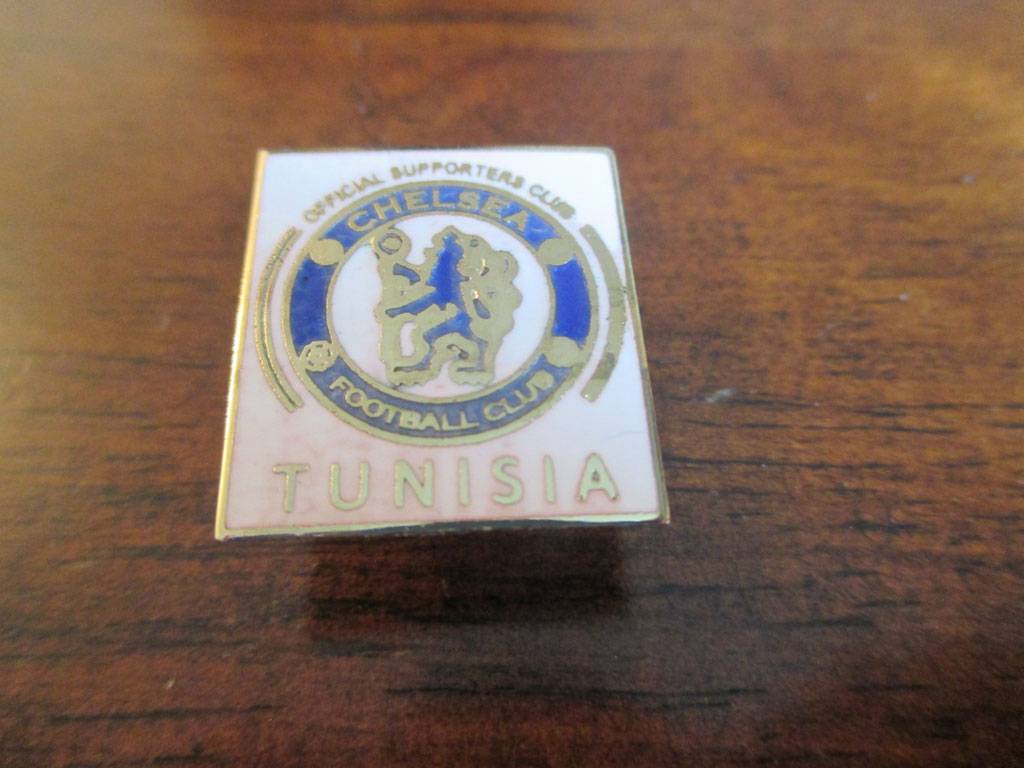 OFFICIAL SUPPORTERS CLUB
CHELSEA
FOOTBALL CLUB
TUNISIA